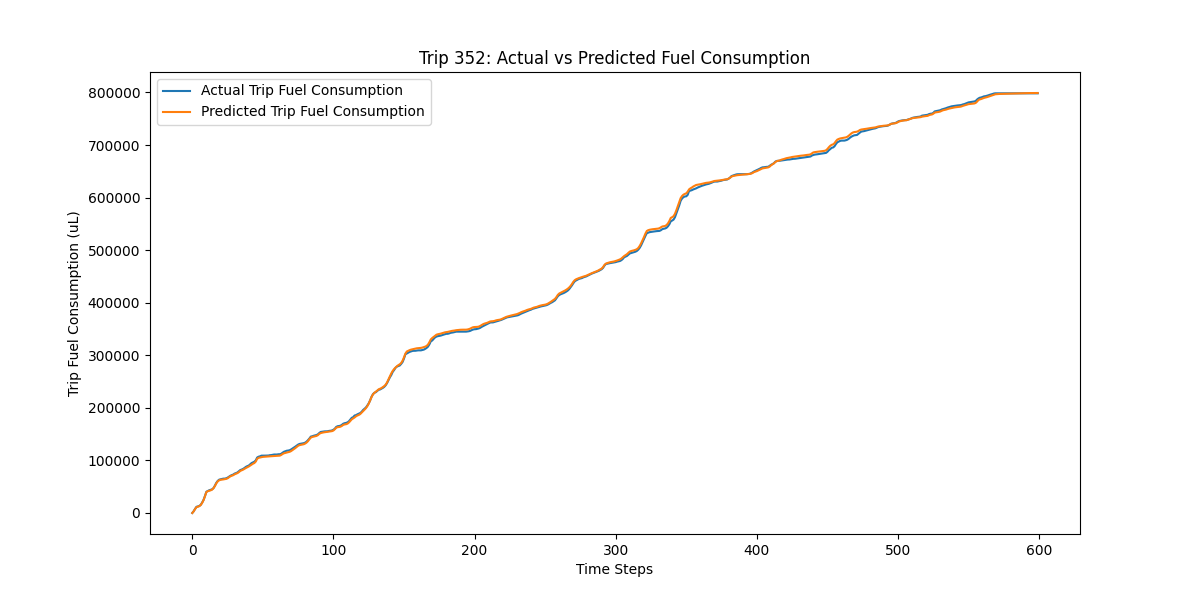 Trip 352: Actual vs Predicted Fuel Consumption
Actual Trip Fuel Consumption
Predicted Trip Fuel Consumption
Trip Fuel Consumption (uL)
800000
700000
600000
500000
400000
300000
200000
100000
0
0 100 200 300 400 500 600
Time Steps